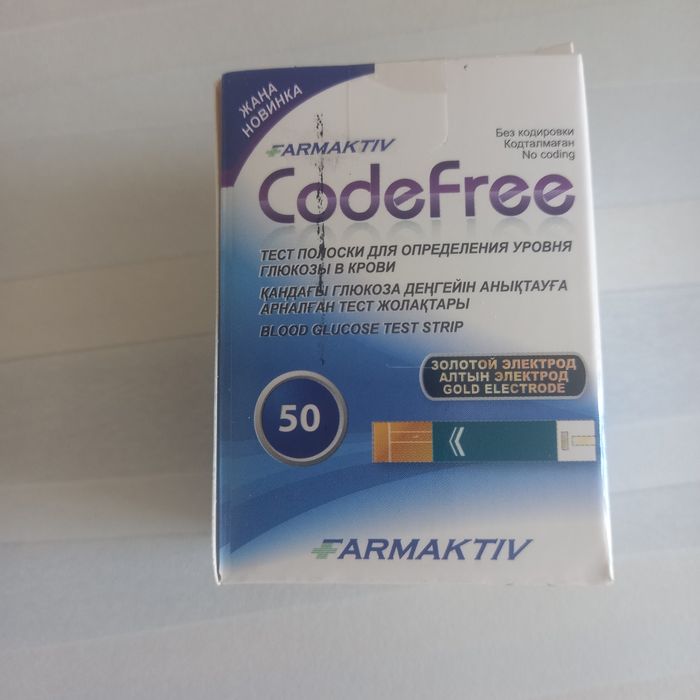 ЖАҢА
НОВИНКА
FARMAKTIV
Без кодировки
Кодталмаған
No coding
CodeFree
ТЕСТ ПОЛОСКИ ДЛЯ ОПРЕДЕЛЕНИЯ УРОВНЯ
ГЛЮКОЗЫ В КРОВИ
ҚАНДАҒЫ ГЛЮКОЗА ДЕҢГЕЙІН АНЫҚТАУҒА
АРНАЛҒАН ТЕСТ ЖОЛАҚТАРЫ
BLOOD GLUCOSE TEST STRIP
ЗОЛОТОЙ ЭЛЕКТРОД
АЛТЫН ЭЛЕКТРОД
GOLD ELECTRODE
50
FARMAKTIV